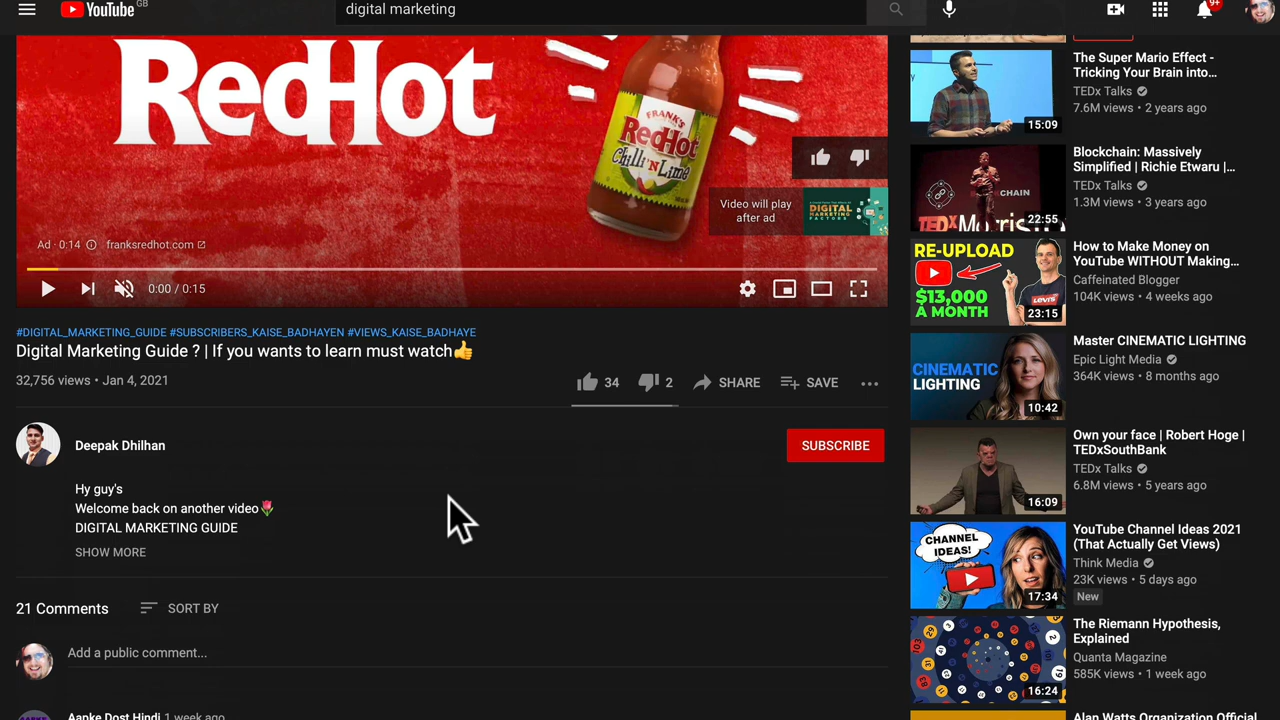 YouTube GB
digital marketing
9+
RedHot
FRANK'S
RedHot
Chilli 'N Lime
Video will play
after ad
DIGITAL
MARKETING
FACTORS
Ad · 0:14 franksredhot.com
0:00 / 0:15
#DIGITAL_MARKETING_GUIDE #SUBSCRIBERS_KAISE_BADHAYEN #VIEWS_KAISE_BADHAYE
Digital Marketing Guide ? | If you wants to learn must watch👍
32,756 views • Jan 4, 2021
34 2 SHARE SAVE ...
Deepak Dhilhan
SUBSCRIBE
Hy guy's
Welcome back on another video🌷
DIGITAL MARKETING GUIDE
SHOW MORE
21 Comments SORT BY
Add a public comment...
Aapke Dost Hindi 1 week ago
The Super Mario Effect -
Tricking Your Brain into...
TEDx Talks
7.6M views • 2 years ago
15:09
Blockchain: Massively
Simplified | Richie Etwaru |...
TEDx Talks
1.3M views • 3 years ago
CHAIN
TEDxMorris
22:55
How to Make Money on
YouTube WITHOUT Making...
Caffeinated Blogger
104K views • 4 weeks ago
RE-UPLOAD
$13,000
A MONTH
LEVI'S
23:15
Master CINEMATIC LIGHTING
Epic Light Media
364K views • 8 months ago
CINEMATIC
LIGHTING
10:42
Own your face | Robert Hoge |
TEDxSouthBank
TEDx Talks
6.8M views • 5 years ago
16:09
YouTube Channel Ideas 2021
(That Actually Get Views)
Think Media
23K views • 5 days ago
New
CHANNEL
IDEAS!
17:34
The Riemann Hypothesis,
Explained
Quanta Magazine
585K views • 1 week ago
16:24
Alan Watts Organization Official